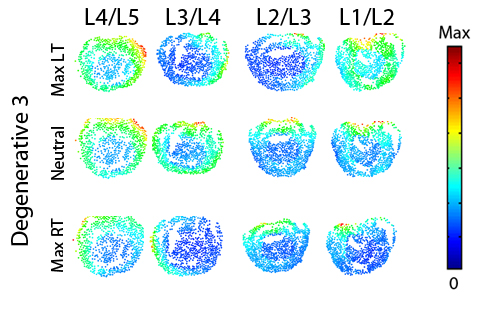 L4/L5 L3/L4 L2/L3 L1/L2
Max
Max LT
Neutral
Max RT
Degenerative 3
0